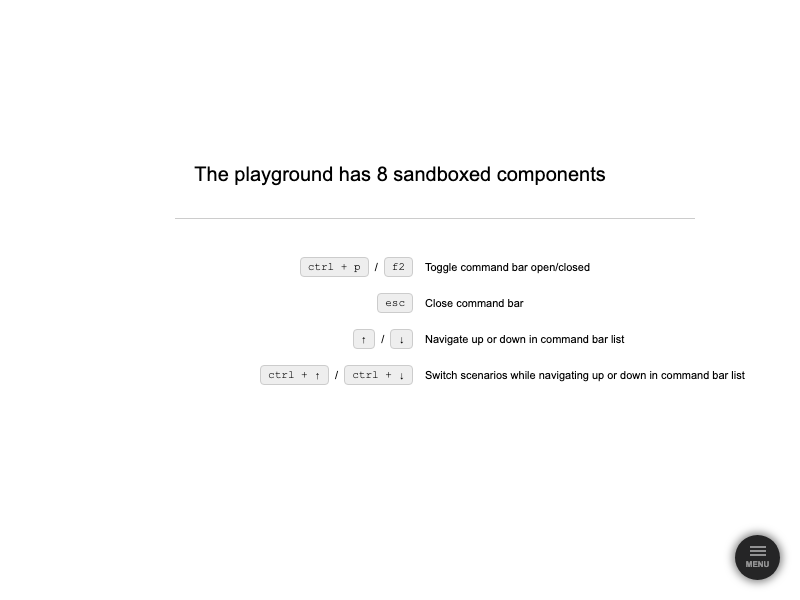 The playground has 8 sandboxed components
ctrl + p / f2 Toggle command bar open/closed
esc Close command bar
↑ / ↓ Navigate up or down in command bar list
ctrl + ↑ / ctrl + ↓ Switch scenarios while navigating up or down in command bar list
MENU